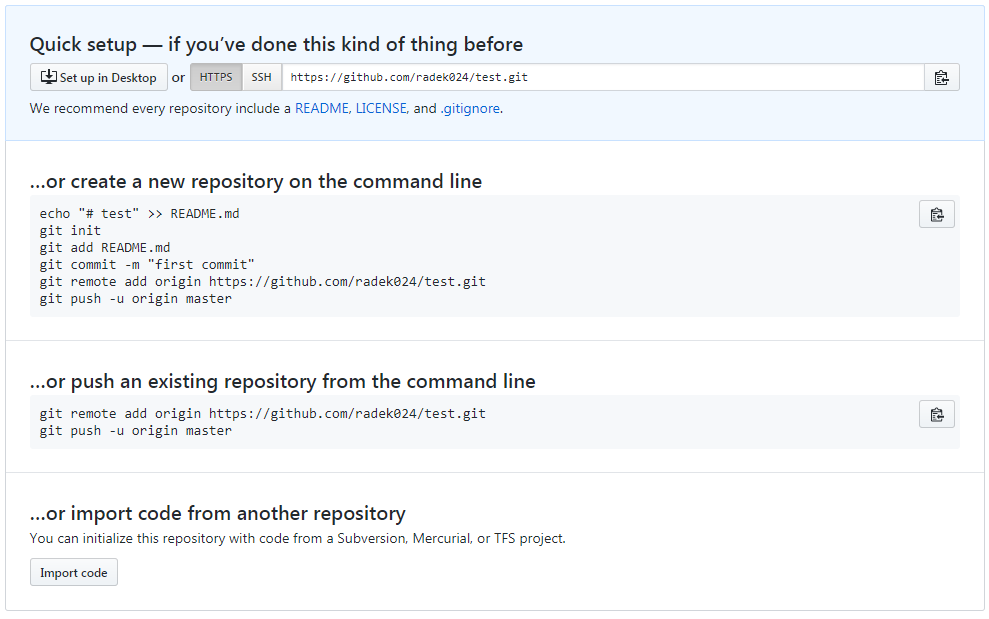 Quick setup — if you’ve done this kind of thing before
Set up in Desktop or HTTPS SSH https://github.com/radek024/test.git
We recommend every repository include a README, LICENSE, and .gitignore.
…or create a new repository on the command line
echo "# test" >> README.md
git init
git add README.md
git commit -m "first commit"
git remote add origin https://github.com/radek024/test.git
git push -u origin master
…or push an existing repository from the command line
git remote add origin https://github.com/radek024/test.git
git push -u origin master
…or import code from another repository
You can initialize this repository with code from a Subversion, Mercurial, or TFS project.
Import code